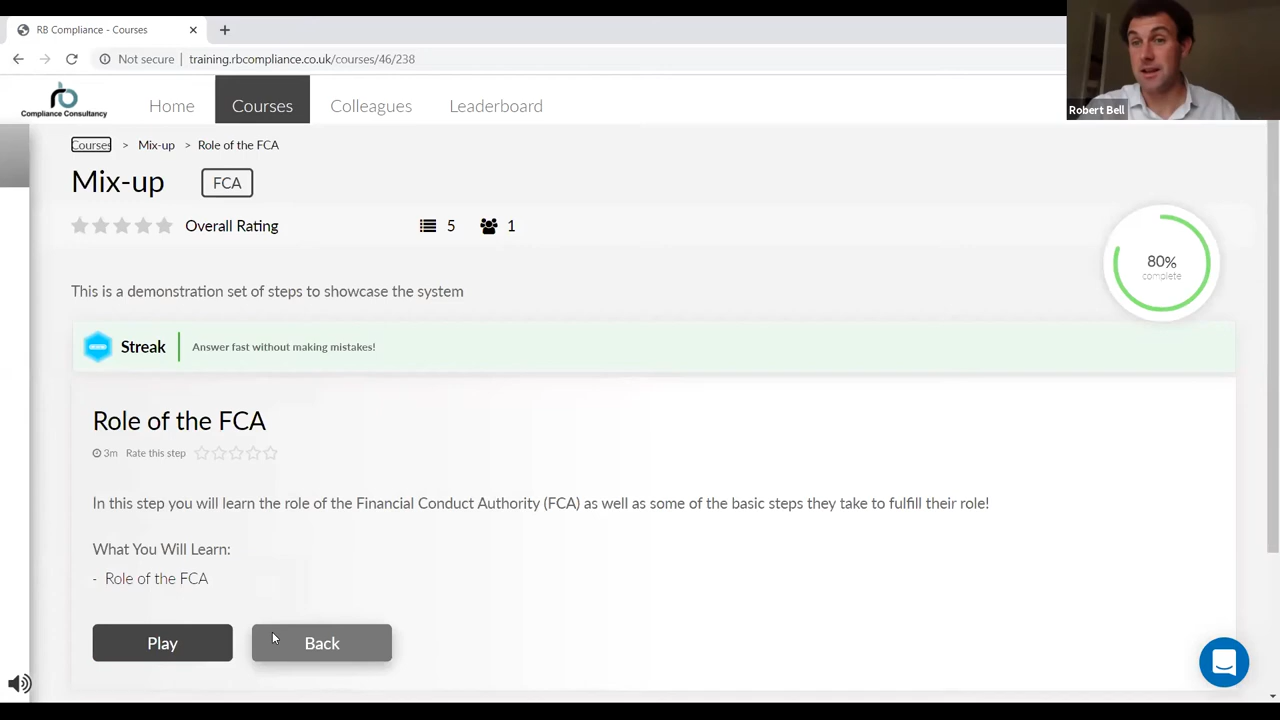 RB Compliance - Courses
Not secure | training.rbcompliance.co.uk/courses/46/238
Robert Bell
rb
Compliance Consultancy
Home
Courses
Colleagues
Leaderboard
Courses > Mix-up > Role of the FCA
Mix-up
FCA
Overall Rating
5
1
80%
complete
This is a demonstration set of steps to showcase the system
Streak
Answer fast without making mistakes!
Role of the FCA
3m Rate this step
In this step you will learn the role of the Financial Conduct Authority (FCA) as well as some of the basic steps they take to fulfill their role!
What You Will Learn:
- Role of the FCA
Play
Back